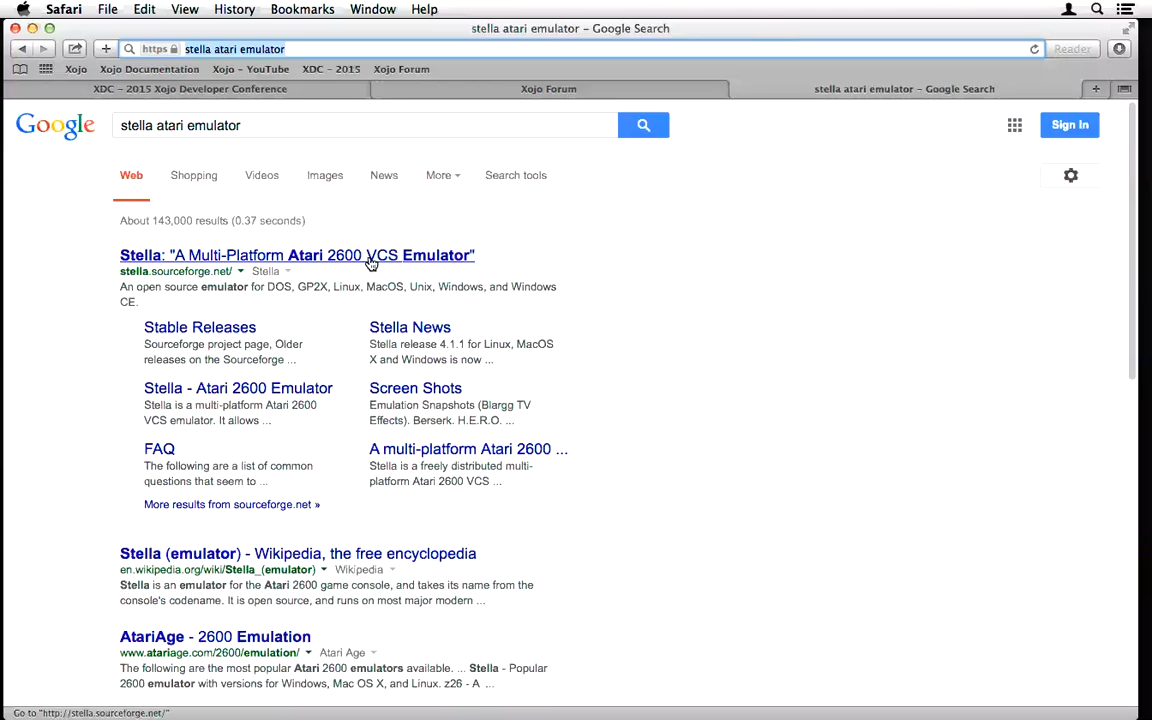 Safari File Edit View History Bookmarks Window Help
stella atari emulator – Google Search
https stella atari emulator Reader
Xojo Xojo Documentation Xojo – YouTube XDC – 2015 Xojo Forum
XDC – 2015 Xojo Developer Conference Xojo Forum stella atari emulator – Google Search
Google stella atari emulator Sign In
Web Shopping Videos Images News More Search tools
About 143,000 results (0.37 seconds)
Stella: "A Multi-Platform Atari 2600 VCS Emulator"
stella.sourceforge.net/ Stella
An open source emulator for DOS, GP2X, Linux, MacOS, Unix, Windows, and Windows
CE.
Stable Releases
Sourceforge project page, Older
releases on the Sourceforge ...
Stella News
Stella release 4.1.1 for Linux, MacOS
X and Windows is now ...
Stella - Atari 2600 Emulator
Stella is a multi-platform Atari 2600
VCS emulator. It allows ...
Screen Shots
Emulation Snapshots (Blargg TV
Effects). Berserk. H.E.R.O. ...
FAQ
The following are a list of common
questions that seem to ...
A multi-platform Atari 2600 ...
Stella is a freely distributed multi-
platform Atari 2600 VCS ...
More results from sourceforge.net »
Stella (emulator) - Wikipedia, the free encyclopedia
en.wikipedia.org/wiki/Stella_(emulator) Wikipedia
Stella is an emulator for the Atari 2600 game console, and takes its name from the
console's codename. It is open source, and runs on most major modern ...
AtariAge - 2600 Emulation
www.atariage.com/2600/emulation/ Atari Age
The following are the most popular Atari 2600 emulators available. ... Stella - Popular
2600 emulator with versions for Windows, Mac OS X, and Linux. z26 - A ...
Go to "http://stella.sourceforge.net/"